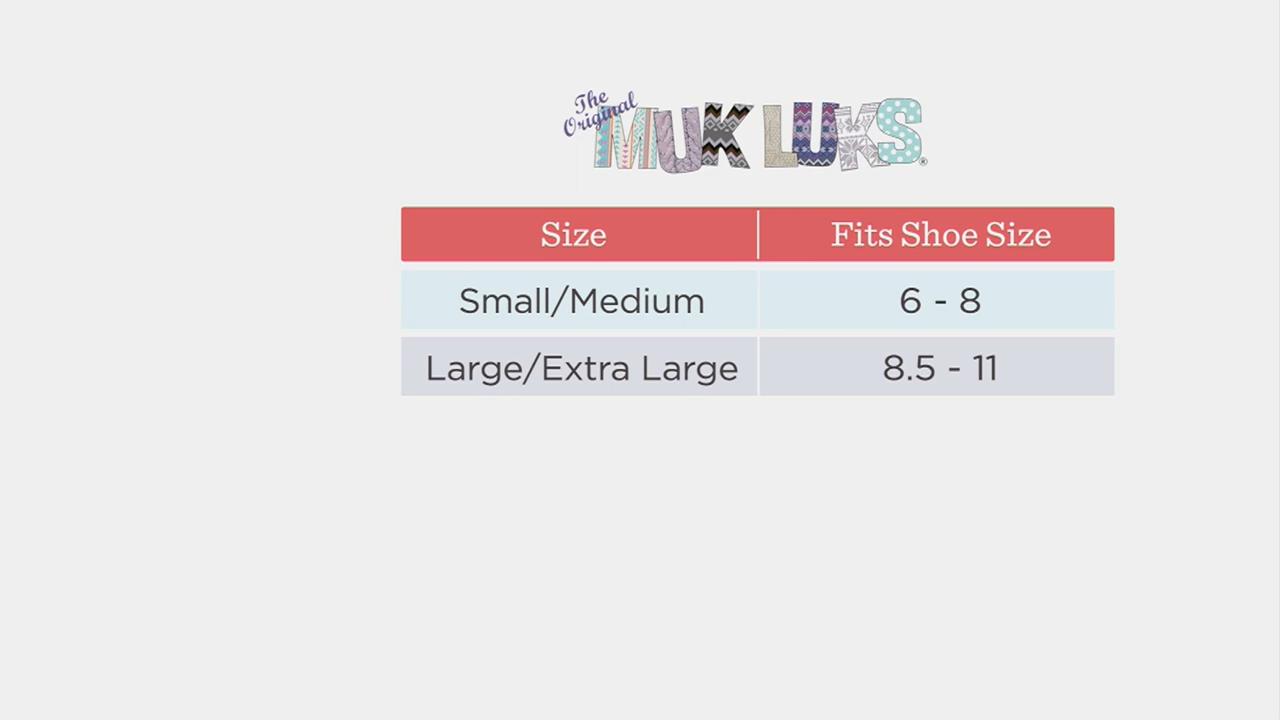 The
Original
MUK LUKS®
Size Fits Shoe Size
Small/Medium 6 - 8
Large/Extra Large 8.5 - 11